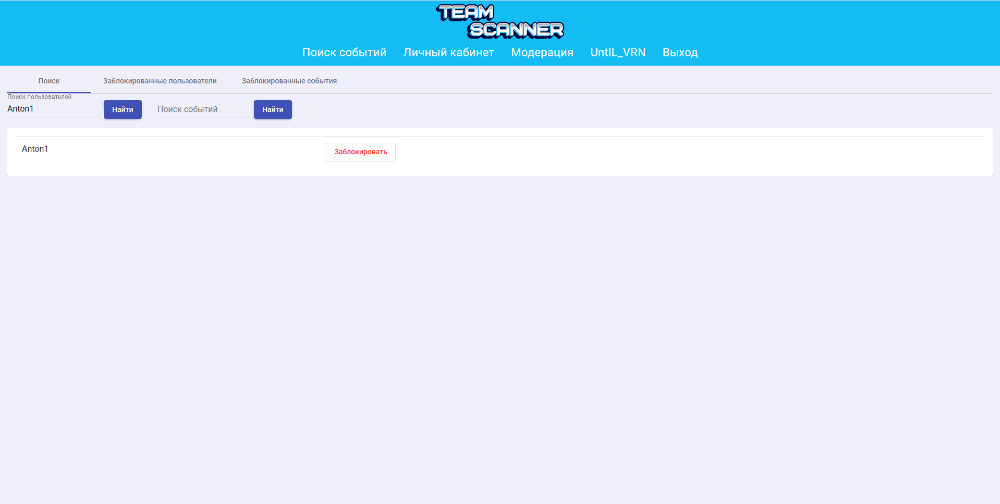 TEAM
SCANNER
Поиск событий Личный кабинет Модерация UntIL_VRN Выход
Поиск Заблокированные пользователи Заблокированные события
Поиск пользователей
Anton1 Найти Поиск событий Найти
Anton1 Заблокировать